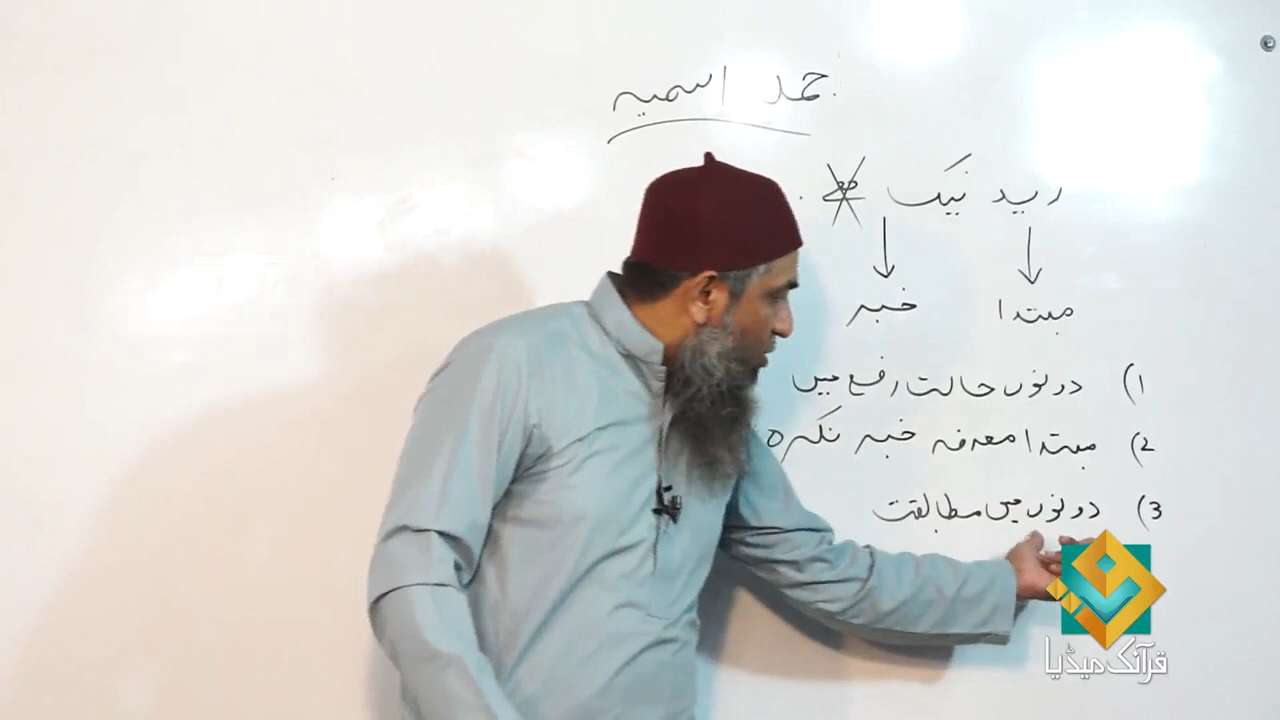 جملہ اسمیہ
زید نیک ہے۔
مبتدا خبر
1) دونوں حالت رفع میں
2) مبتدا معرفہ خبر نکرہ
3) دونوں میں مطابقت
قرآنک میڈیا